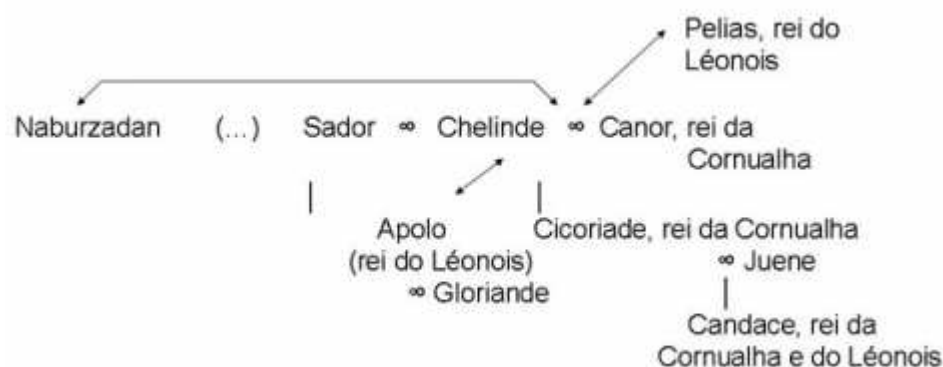 Pelias, rei do
Léonois
Naburzadan (...) Sador ∞ Chelinde ∞ Canor, rei da
Cornualha
Apolo Cicoriade, rei da Cornualha
(rei do Léonois) ∞ Juene
∞ Gloriande
Candace, rei da
Cornualha e do Léonois